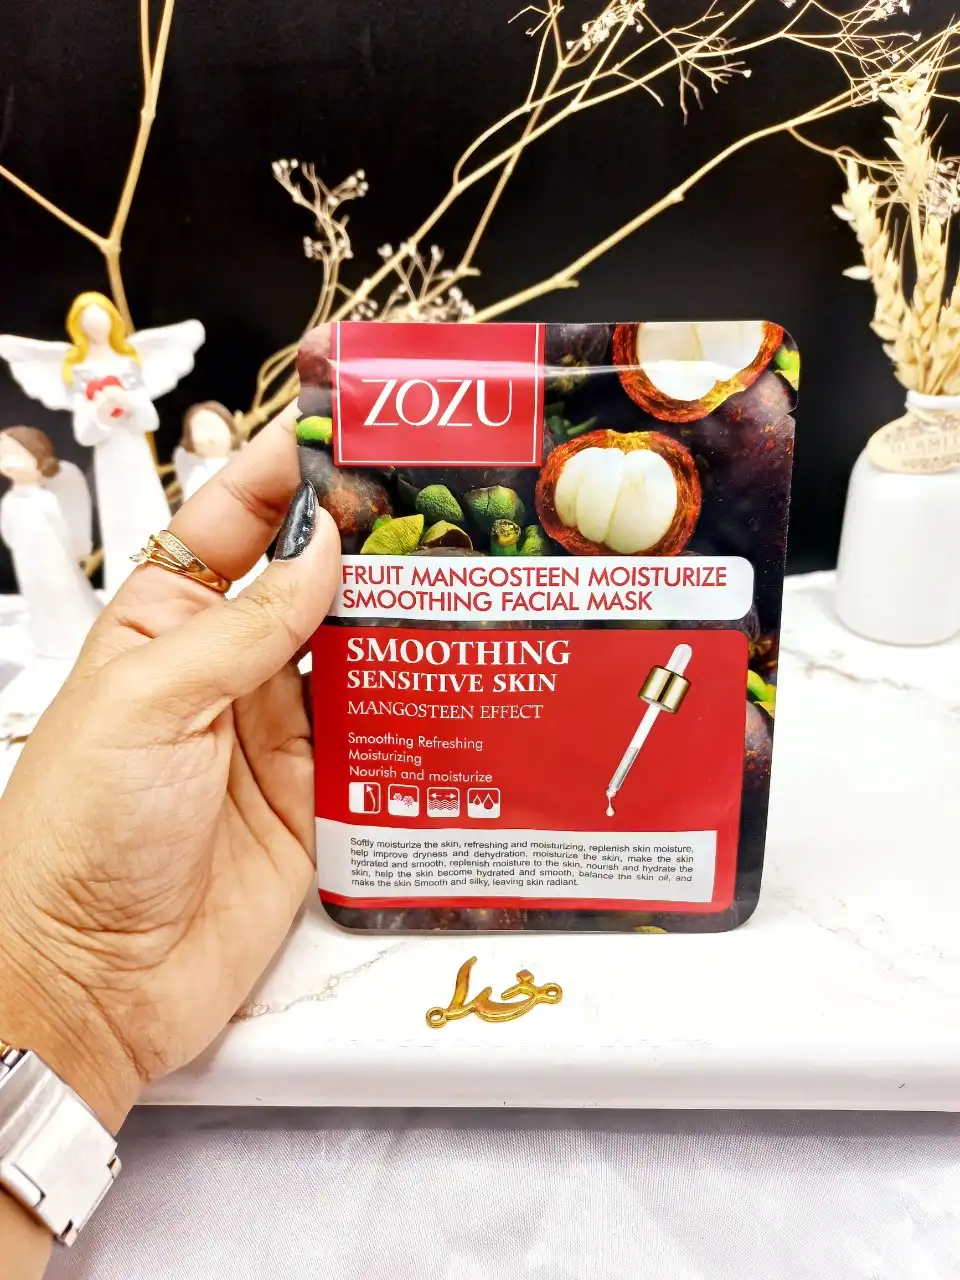 ZOZU
FRUIT MANGOSTEEN MOISTURIZE
SMOOTHING FACIAL MASK
SMOOTHING
SENSITIVE SKIN
MANGOSTEEN EFFECT
Smoothing Refreshing
Moisturizing
Nourish and moisturize
Softly moisturize the skin, refreshing and moisturizing, replenish skin moisture,
help improve dryness and dehydration, moisturize the skin, make the skin
hydrated and smooth, replenish moisture to the skin, nourish and hydrate the
skin, help the skin become hydrated and smooth, balance the skin oil, and
make the skin Smooth and silky, leaving skin radiant.
خدا